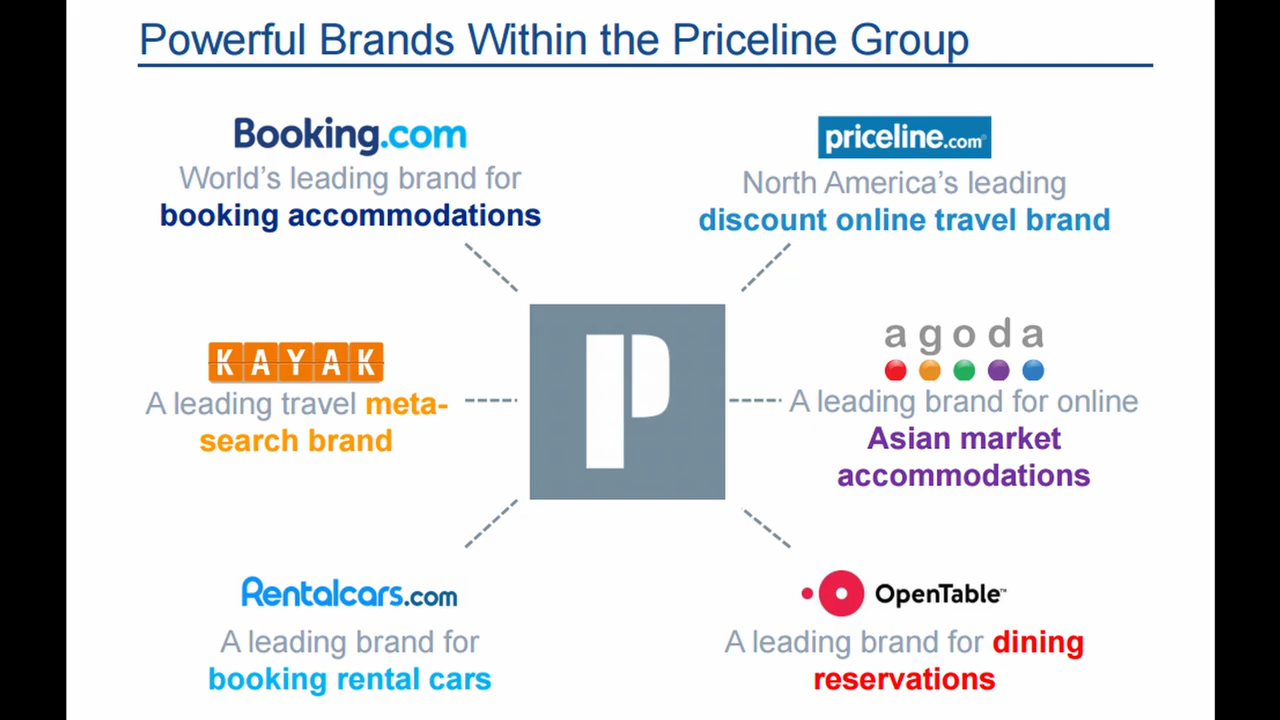 Powerful Brands Within the Priceline Group
Booking.com
World's leading brand for
booking accommodations
priceline.com®
North America's leading
discount online travel brand
KAYAK
A leading travel meta-
search brand
P
agoda
A leading brand for online
Asian market
accommodations
Rentalcars.com
A leading brand for
booking rental cars
OpenTable™
A leading brand for dining
reservations